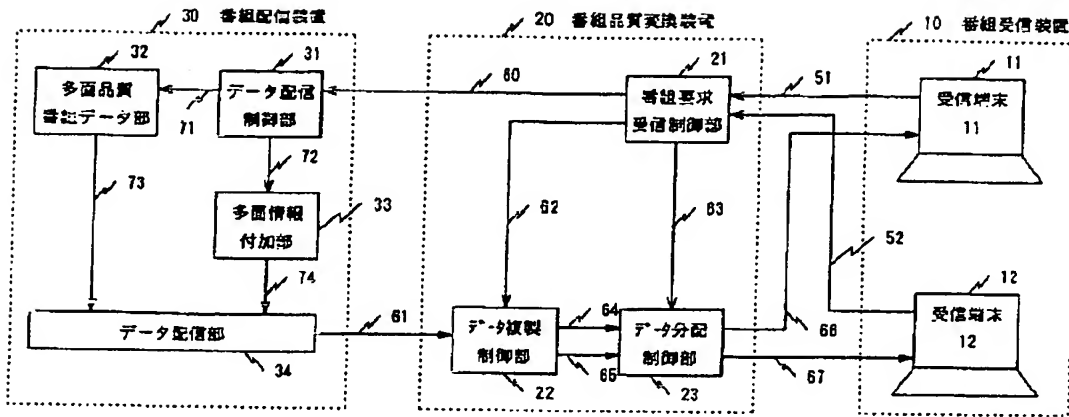 30 番組配信装置
20 番組品質変換装置
10 番組受信装置
32
31
60
21
51
11
多面品質
番組データ部
71
データ配信
制御部
番組要求
受信制御部
受信端末
11
73
72
62
63
52
多面情報
付加部
33
74
12
データ配信部
34
61
データ複製
制御部
22
64
65
データ分配
制御部
23
66
67
受信端末
12